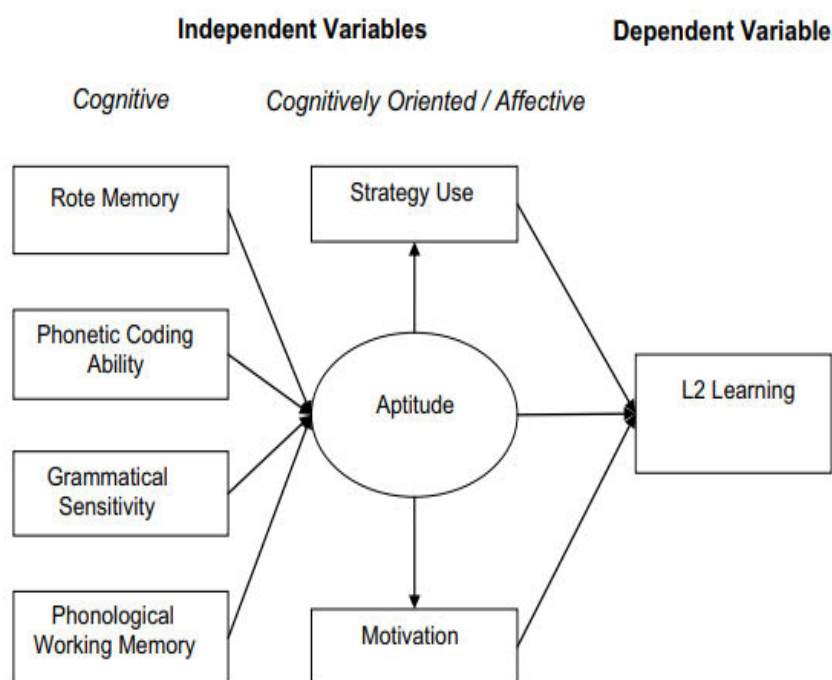 Independent Variables
Dependent Variable
Cognitive
Cognitively Oriented / Affective
Rote Memory
Strategy Use
Phonetic Coding
Ability
Aptitude
L2 Learning
Grammatical
Sensitivity
Phonological
Working Memory
Motivation